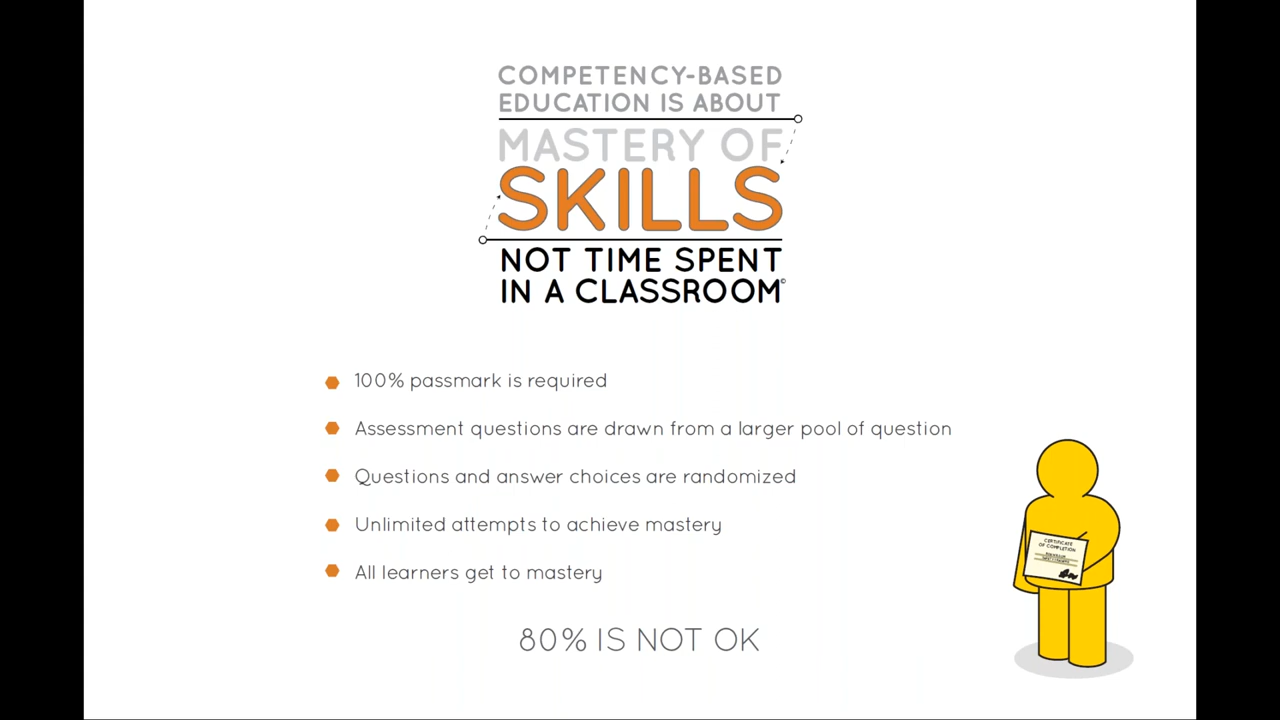 COMPETENCY-BASED
EDUCATION IS ABOUT
MASTERY OF
SKILLS
NOT TIME SPENT
IN A CLASSROOM©
100% passmark is required
Assessment questions are drawn from a larger pool of question
Questions and answer choices are randomized
Unlimited attempts to achieve mastery
All learners get to mastery
CERTIFICATE
OF COMPLETION
80% IS NOT OK